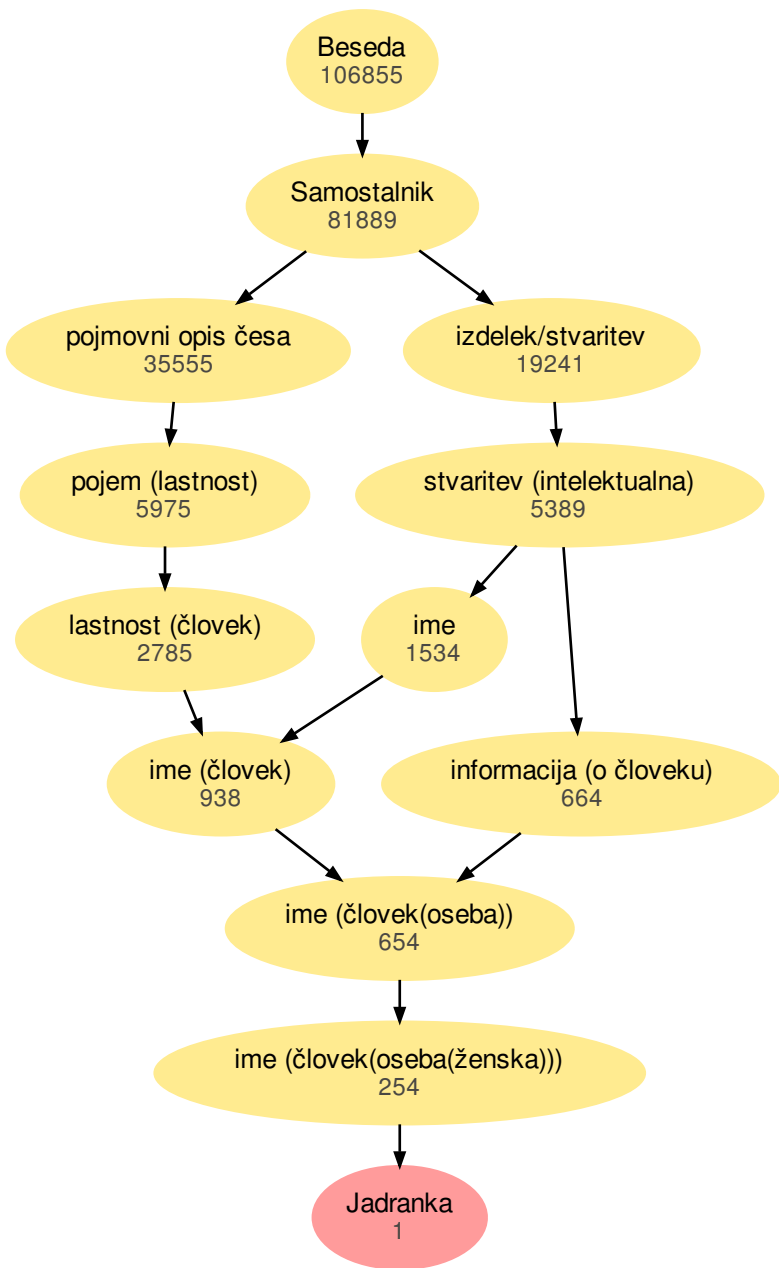 Beseda
106855
Samostalnik
81889
pojmovni opis česa
35555
izdelek/stvaritev
19241
pojem (lastnost)
5975
stvaritev (intelektualna)
5389
lastnost (človek)
2785
ime
1534
ime (človek)
938
informacija (o človeku)
664
ime (človek(oseba))
654
ime (človek(oseba(ženska)))
254
Jadranka
1